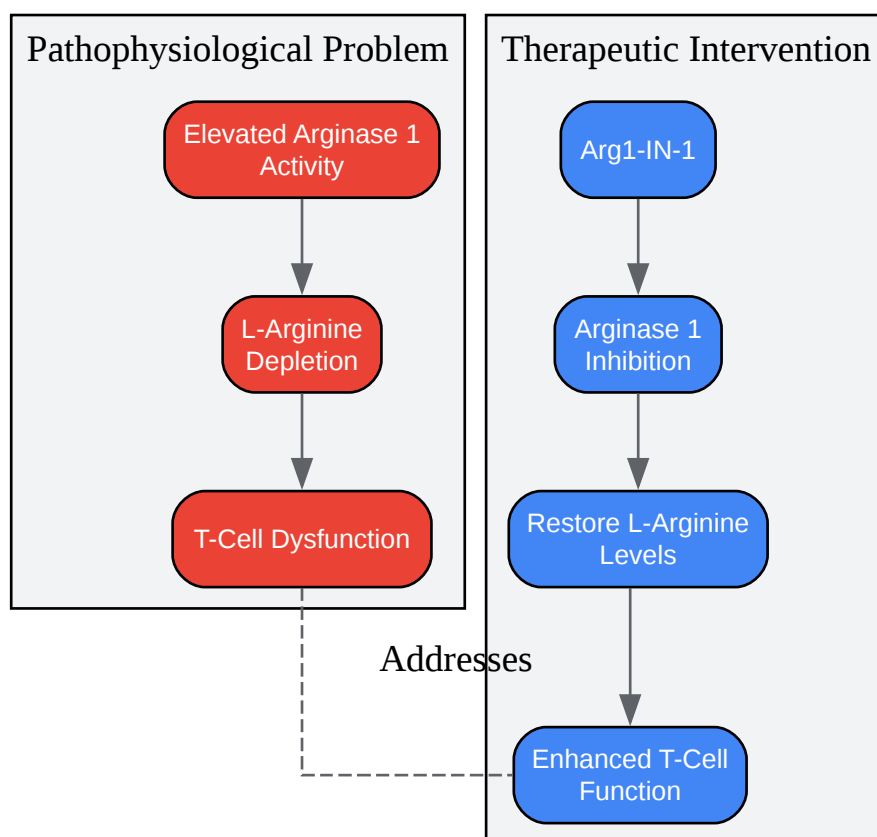 Pathophysiological Problem
Elevated Arginase 1
Activity
L-Arginine
Depletion
T-Cell Dysfunction
Therapeutic Intervention
Arg1-IN-1
Arginase 1
Inhibition
Restore L-Arginine
Levels
Addresses
Enhanced T-Cell
Function